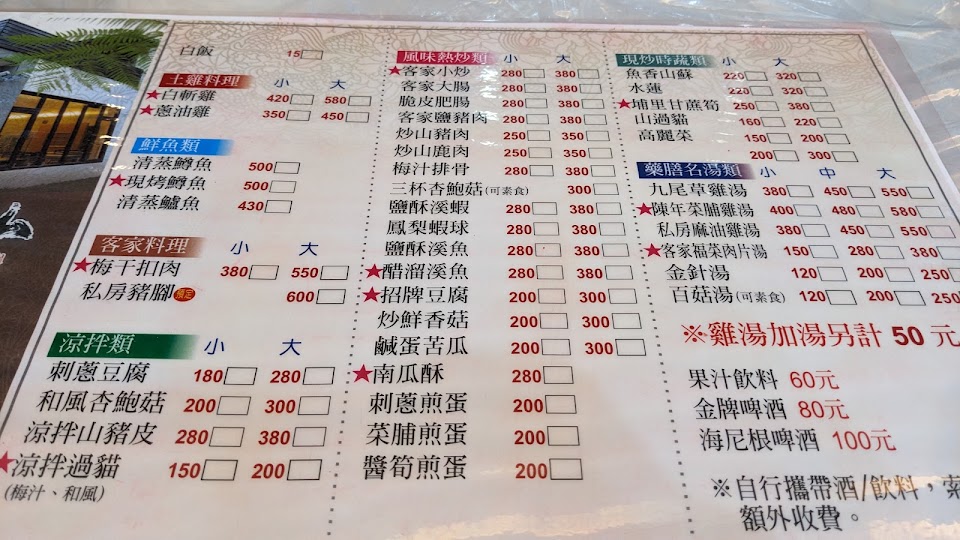 白飯 15□
土雞料理 小 大
★白斬雞 420□ 580□
★蔥油雞 350□ 450□
鮮魚類
清蒸鱒魚 500□
★現烤鱒魚 500□
清蒸鱸魚 430□
客家料理 小 大
★梅干扣肉 380□ 550□
私房豬腳 預定 600□
涼拌類 小 大
刺蔥豆腐 180□ 280□
和風杏鮑菇 200□ 300□
涼拌山豬皮 280□ 380□
★涼拌過貓 150□ 200□
(梅汁、和風)
風味熱炒類 小 大
★客家小炒 280□ 380□
客家大腸 280□ 380□
脆皮肥腸 280□ 380□
客家鹽豬肉 280□ 380□
炒山豬肉 250□ 350□
炒山鹿肉 250□ 350□
梅汁排骨 280□ 380□
三杯杏鮑菇(可素食) 300□
鹽酥溪蝦 280□ 380□
鳳梨蝦球 280□ 380□
鹽酥溪魚 280□ 380□
★醋溜溪魚 280□ 380□
★招牌豆腐 200□ 300□
炒鮮香菇 200□ 300□
鹹蛋苦瓜 200□ 300□
★南瓜酥 280□
刺蔥煎蛋 200□
菜脯煎蛋 200□
醬筍煎蛋 200□
現炒時蔬類 小 大
魚香山蘇 220□ 320□
水蓮 220□ 320□
★埔里甘蔗筍 250□ 380□
山過貓 160□ 220□
高麗菜 150□ 200□
200□ 300□
藥膳名湯類 小 中 大
九尾草雞湯 380□ 450□ 550□
★陳年菜脯雞湯 400□ 480□ 580□
私房麻油雞湯 380□ 450□ 550□
★客家福菜肉片湯 150□ 280□ 380□
金針湯 120□ 200□ 250□
百菇湯(可素食) 120□ 200□ 250
※雞湯加湯另計 50 元
果汁飲料 60元
金牌啤酒 80元
海尼根啤酒 100元
※自行攜帶酒/飲料，
額外收費。